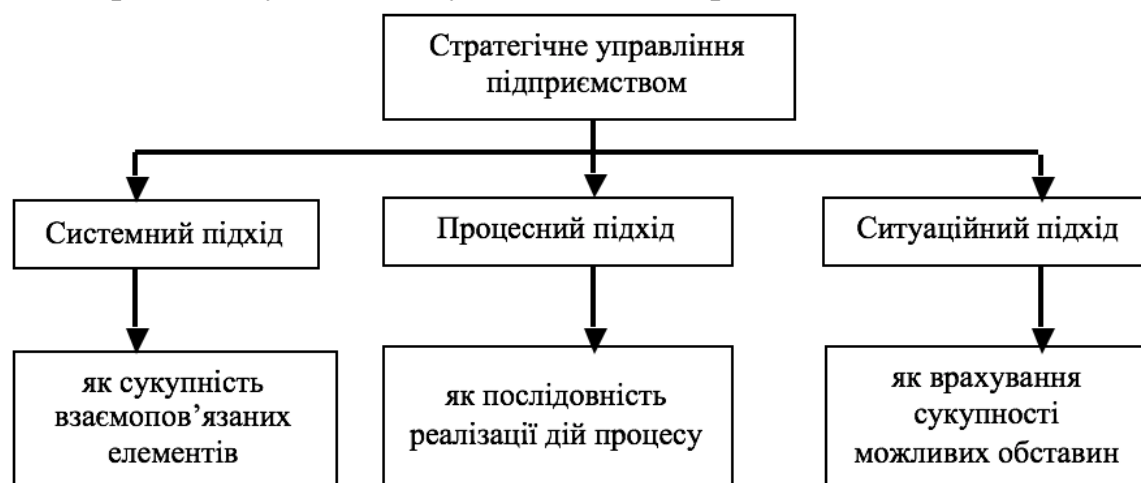 Стратегічне управління
підприємством
Системний підхід
Процесний підхід
Ситуаційний підхід
як сукупність
взаємопов’язаних
елементів
як послідовність
реалізації дій процесу
як врахування
сукупності
можливих обставин